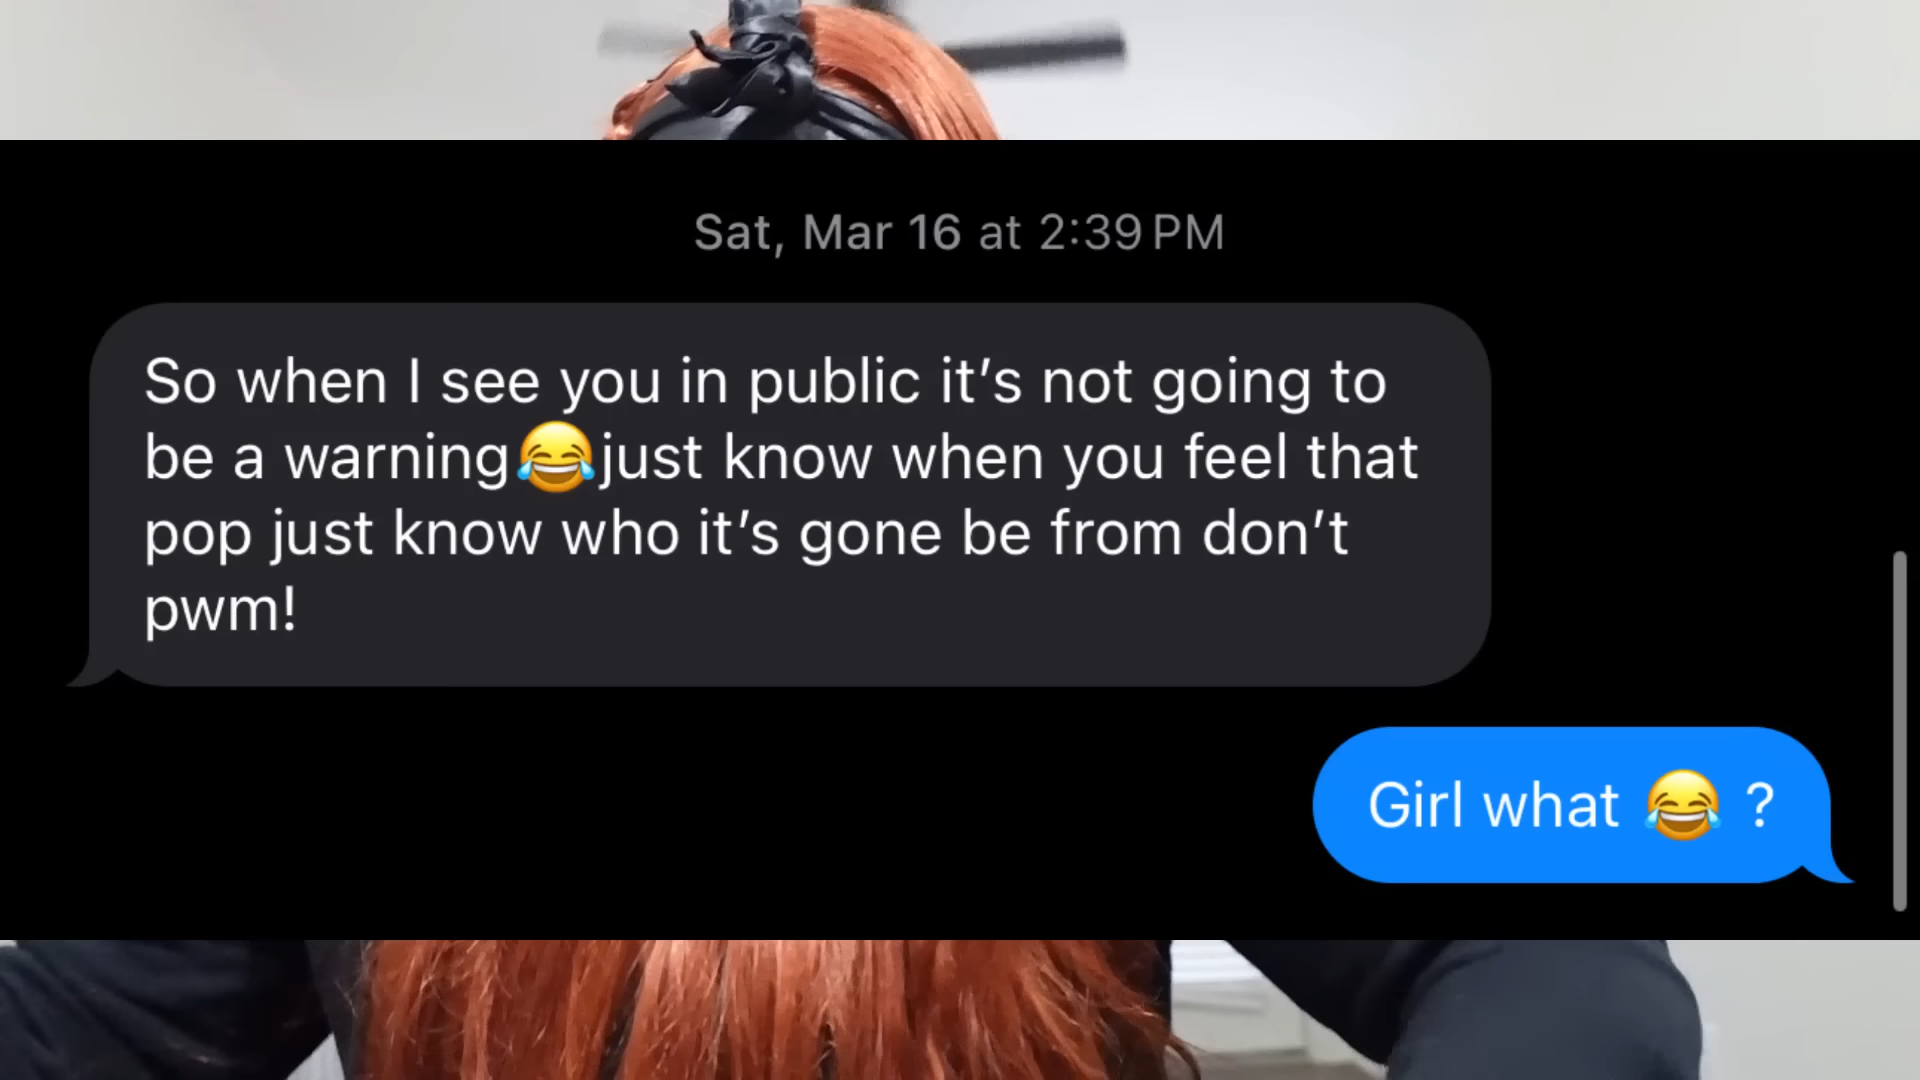 Sat, Mar 16 at 2:39 PM
So when I see you in public it’s not going to
be a warning😂just know when you feel that
pop just know who it’s gone be from don’t
pwm!
Girl what 😂 ?